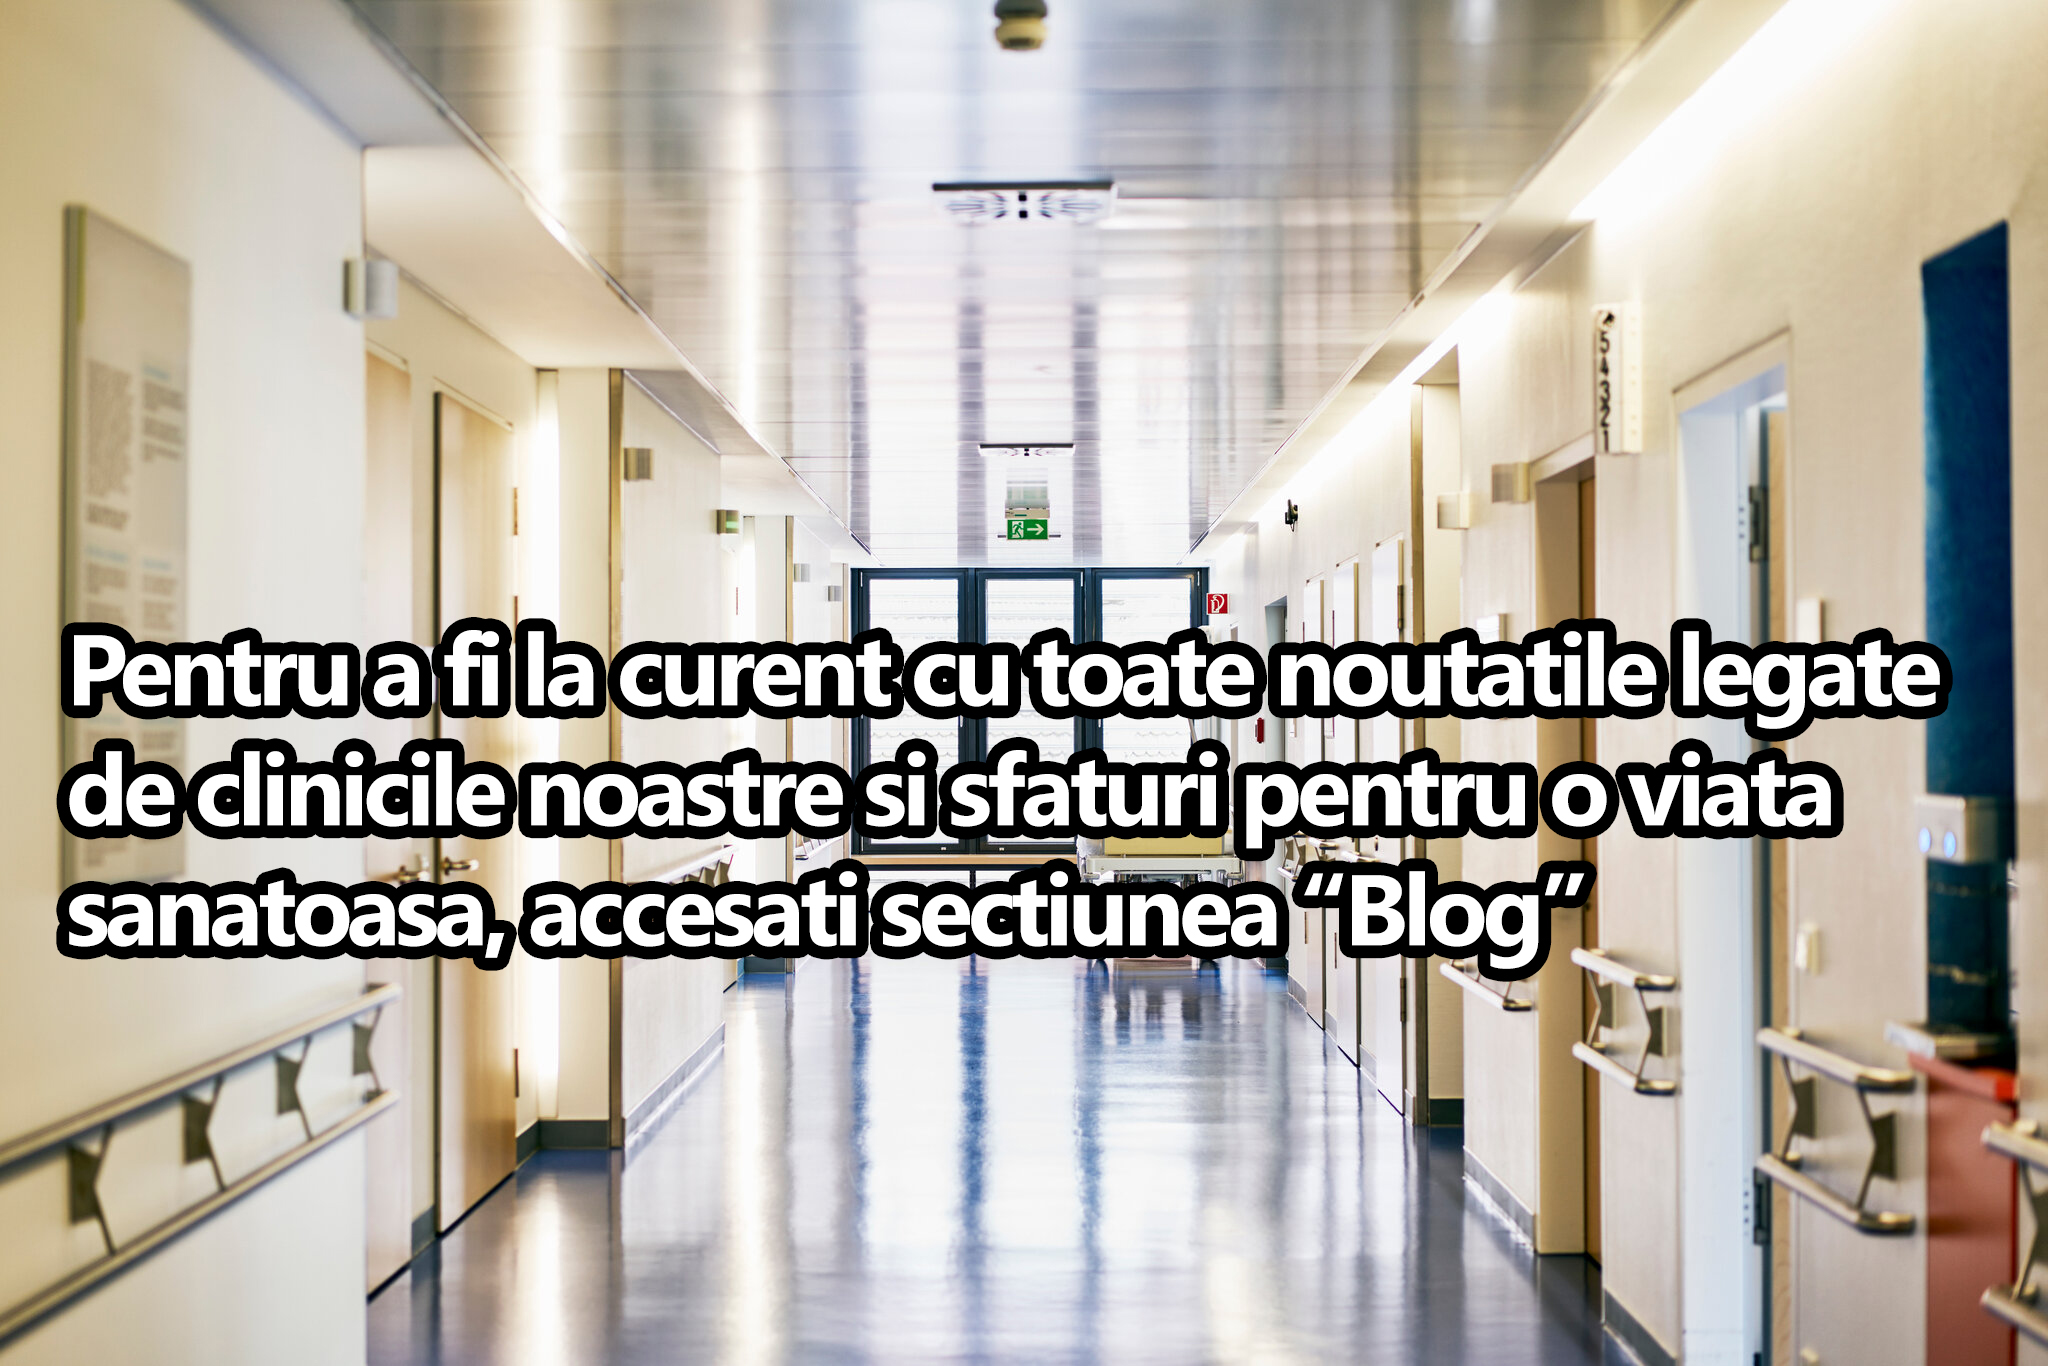 54321
Pentru a fi la curent cu toate noutatile legate
de clinicile noastre si sfaturi pentru o viata
sanatoasa, accesati sectiunea “Blog”